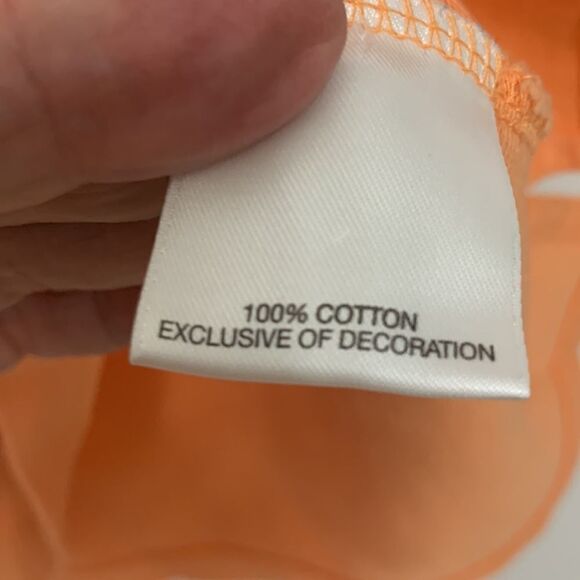 100% COTTON
EXCLUSIVE OF DECORATION